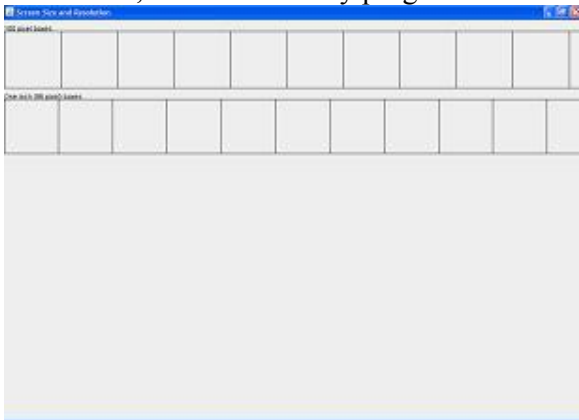 , y p g
Screen Size and Resolution
100 pixel boxes
One inch (96 pixel) boxes